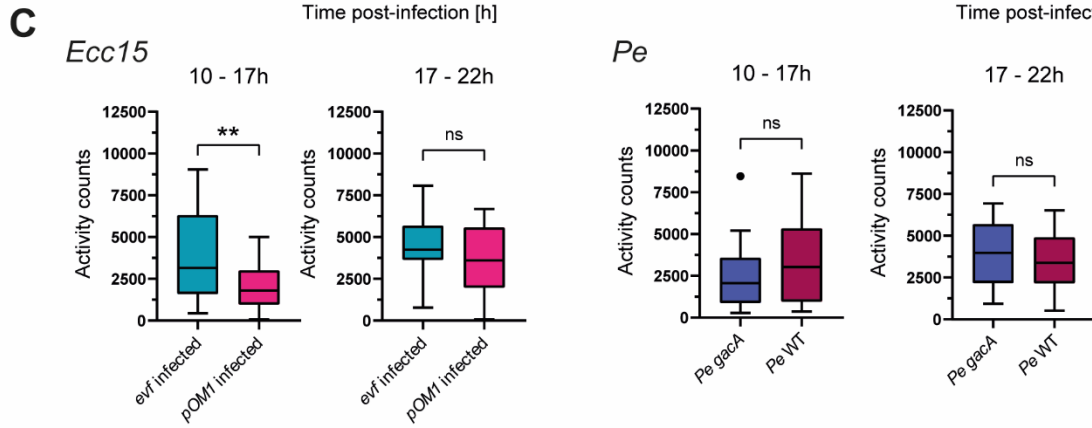 C
Time post-infection [h]
Time post-infec
Ecc15
Pe
10 - 17h
17 - 22h
10 - 17h
17 - 22h
Activity counts
12500
10000
7500
5000
2500
0
**
evf infected
pOM1 infected
Activity counts
12500
10000
7500
5000
2500
0
ns
evf infected
pOM1 infected
Activity counts
12500
10000
7500
5000
2500
0
ns
Pe gacA
Pe WT
Activity counts
12500
10000
7500
5000
2500
0
ns
Pe gacA
Pe WT